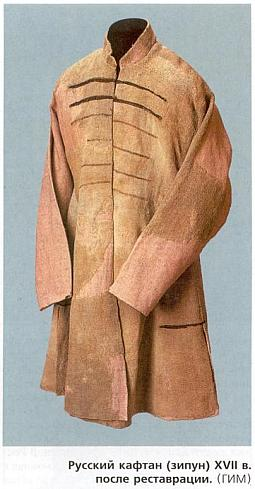 Русский кафтан (зипун) XVII в.
после реставрации. (ГИМ)